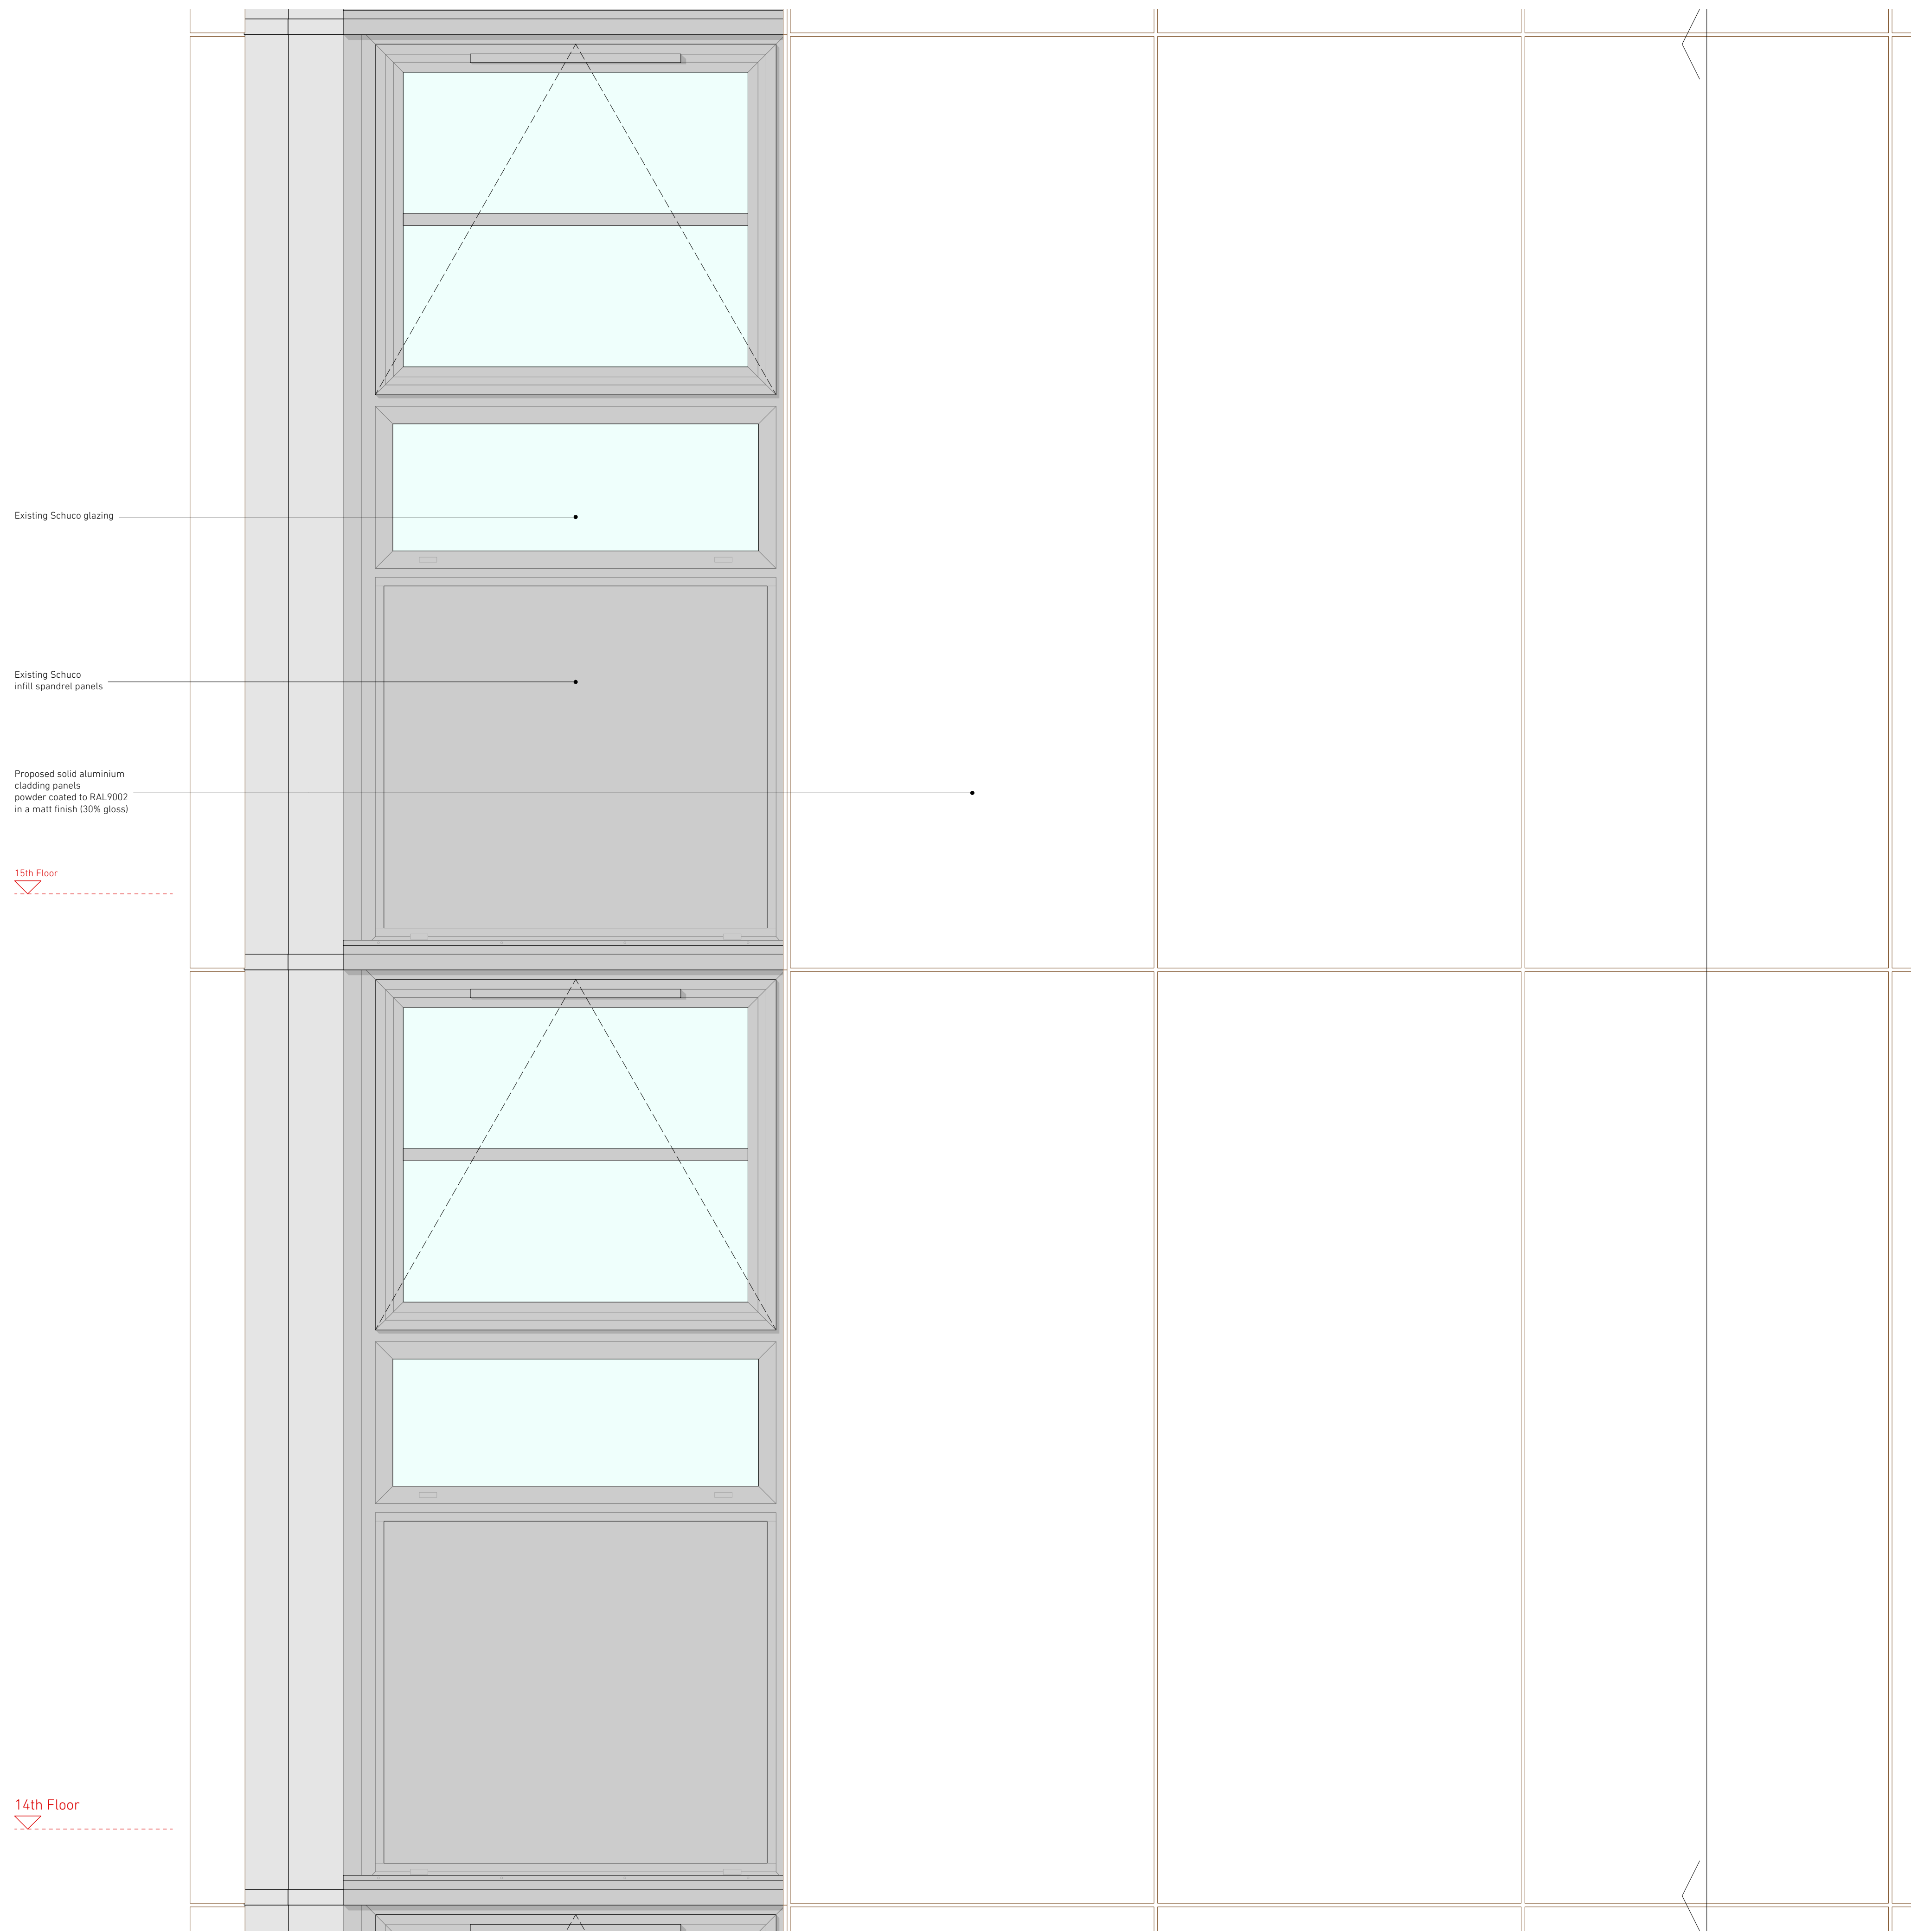 Existing Schuco glazing
Existing Schuco
infill spandrel panels
Proposed solid aluminium
cladding panels
powder coated to RAL9002
in a matt finish (30% gloss)
15th Floor
14th Floor